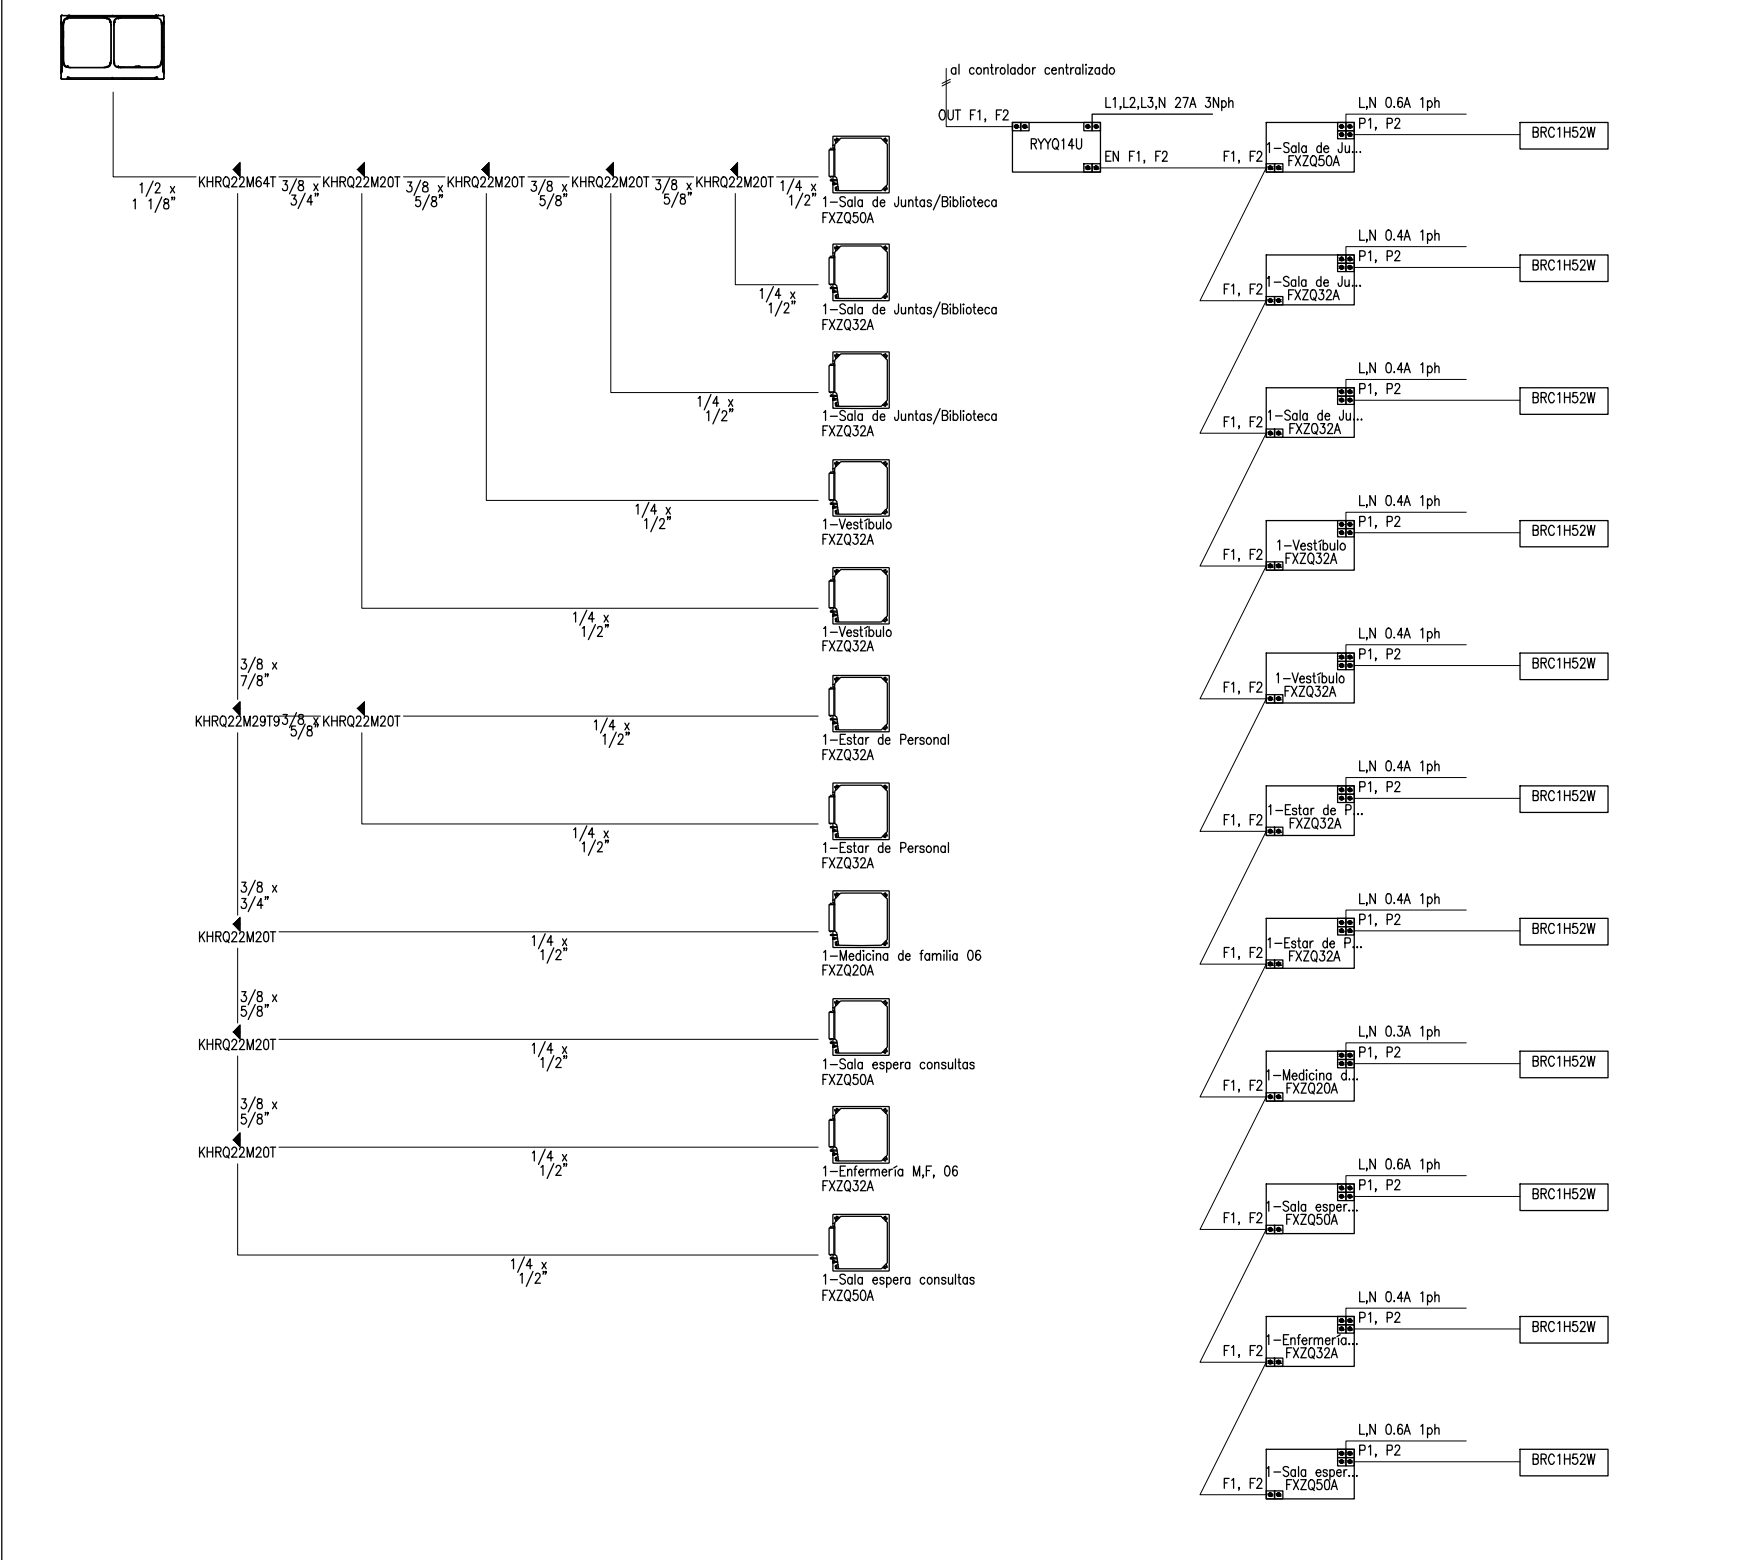 1/2 x
1 1/8"
KHRQ22M64T
3/8 x
3/4"
KHRQ22M20T
3/8 x
5/8"
KHRQ22M20T
3/8 x
5/8"
KHRQ22M20T
3/8 x
5/8"
KHRQ22M20T
1/4 x
1/2"
1-Sala de Juntas/Biblioteca
FXZQ50A
1/4 x
1/2"
1-Sala de Juntas/Biblioteca
FXZQ32A
1/4 x
1/2"
1-Sala de Juntas/Biblioteca
FXZQ32A
1/4 x
1/2"
1-Vestíbulo
FXZQ32A
1/4 x
1/2"
1-Vestíbulo
FXZQ32A
3/8 x
7/8"
KHRQ22M29T9
3/8 x
5/8"
KHRQ22M20T
1/4 x
1/2"
1-Estar de Personal
FXZQ32A
1/4 x
1/2"
1-Estar de Personal
FXZQ32A
3/8 x
3/4"
KHRQ22M20T
1/4 x
1/2"
1-Medicina de familia 06
FXZQ20A
3/8 x
5/8"
KHRQ22M20T
1/4 x
1/2"
1-Sala espera consultas
FXZQ50A
3/8 x
5/8"
KHRQ22M20T
1/4 x
1/2"
1-Enfermería M,F, 06
FXZQ32A
1/4 x
1/2"
1-Sala espera consultas
FXZQ50A
al controlador centralizado
OUT F1, F2
RYYQ14U
L1,L2,L3,N 27A 3Nph
EN F1, F2
F1, F2
L,N 0.6A 1ph
P1, P2
1-Sala de Ju...
FXZQ50A
BRC1H52W
L,N 0.4A 1ph
P1, P2
1-Sala de Ju...
FXZQ32A
F1, F2
BRC1H52W
L,N 0.4A 1ph
P1, P2
1-Sala de Ju...
FXZQ32A
F1, F2
BRC1H52W
L,N 0.4A 1ph
P1, P2
1-Vestíbulo
FXZQ32A
F1, F2
BRC1H52W
L,N 0.4A 1ph
P1, P2
1-Vestíbulo
FXZQ32A
F1, F2
BRC1H52W
L,N 0.4A 1ph
P1, P2
1-Estar de P...
FXZQ32A
F1, F2
BRC1H52W
L,N 0.4A 1ph
P1, P2
1-Estar de P...
FXZQ32A
F1, F2
BRC1H52W
L,N 0.3A 1ph
P1, P2
1-Medicina d...
FXZQ20A
F1, F2
BRC1H52W
L,N 0.6A 1ph
P1, P2
1-Sala esper...
FXZQ50A
F1, F2
BRC1H52W
L,N 0.4A 1ph
P1, P2
1-Enfermería...
FXZQ32A
F1, F2
BRC1H52W
L,N 0.6A 1ph
P1, P2
1-Sala esper...
FXZQ50A
F1, F2
BRC1H52W